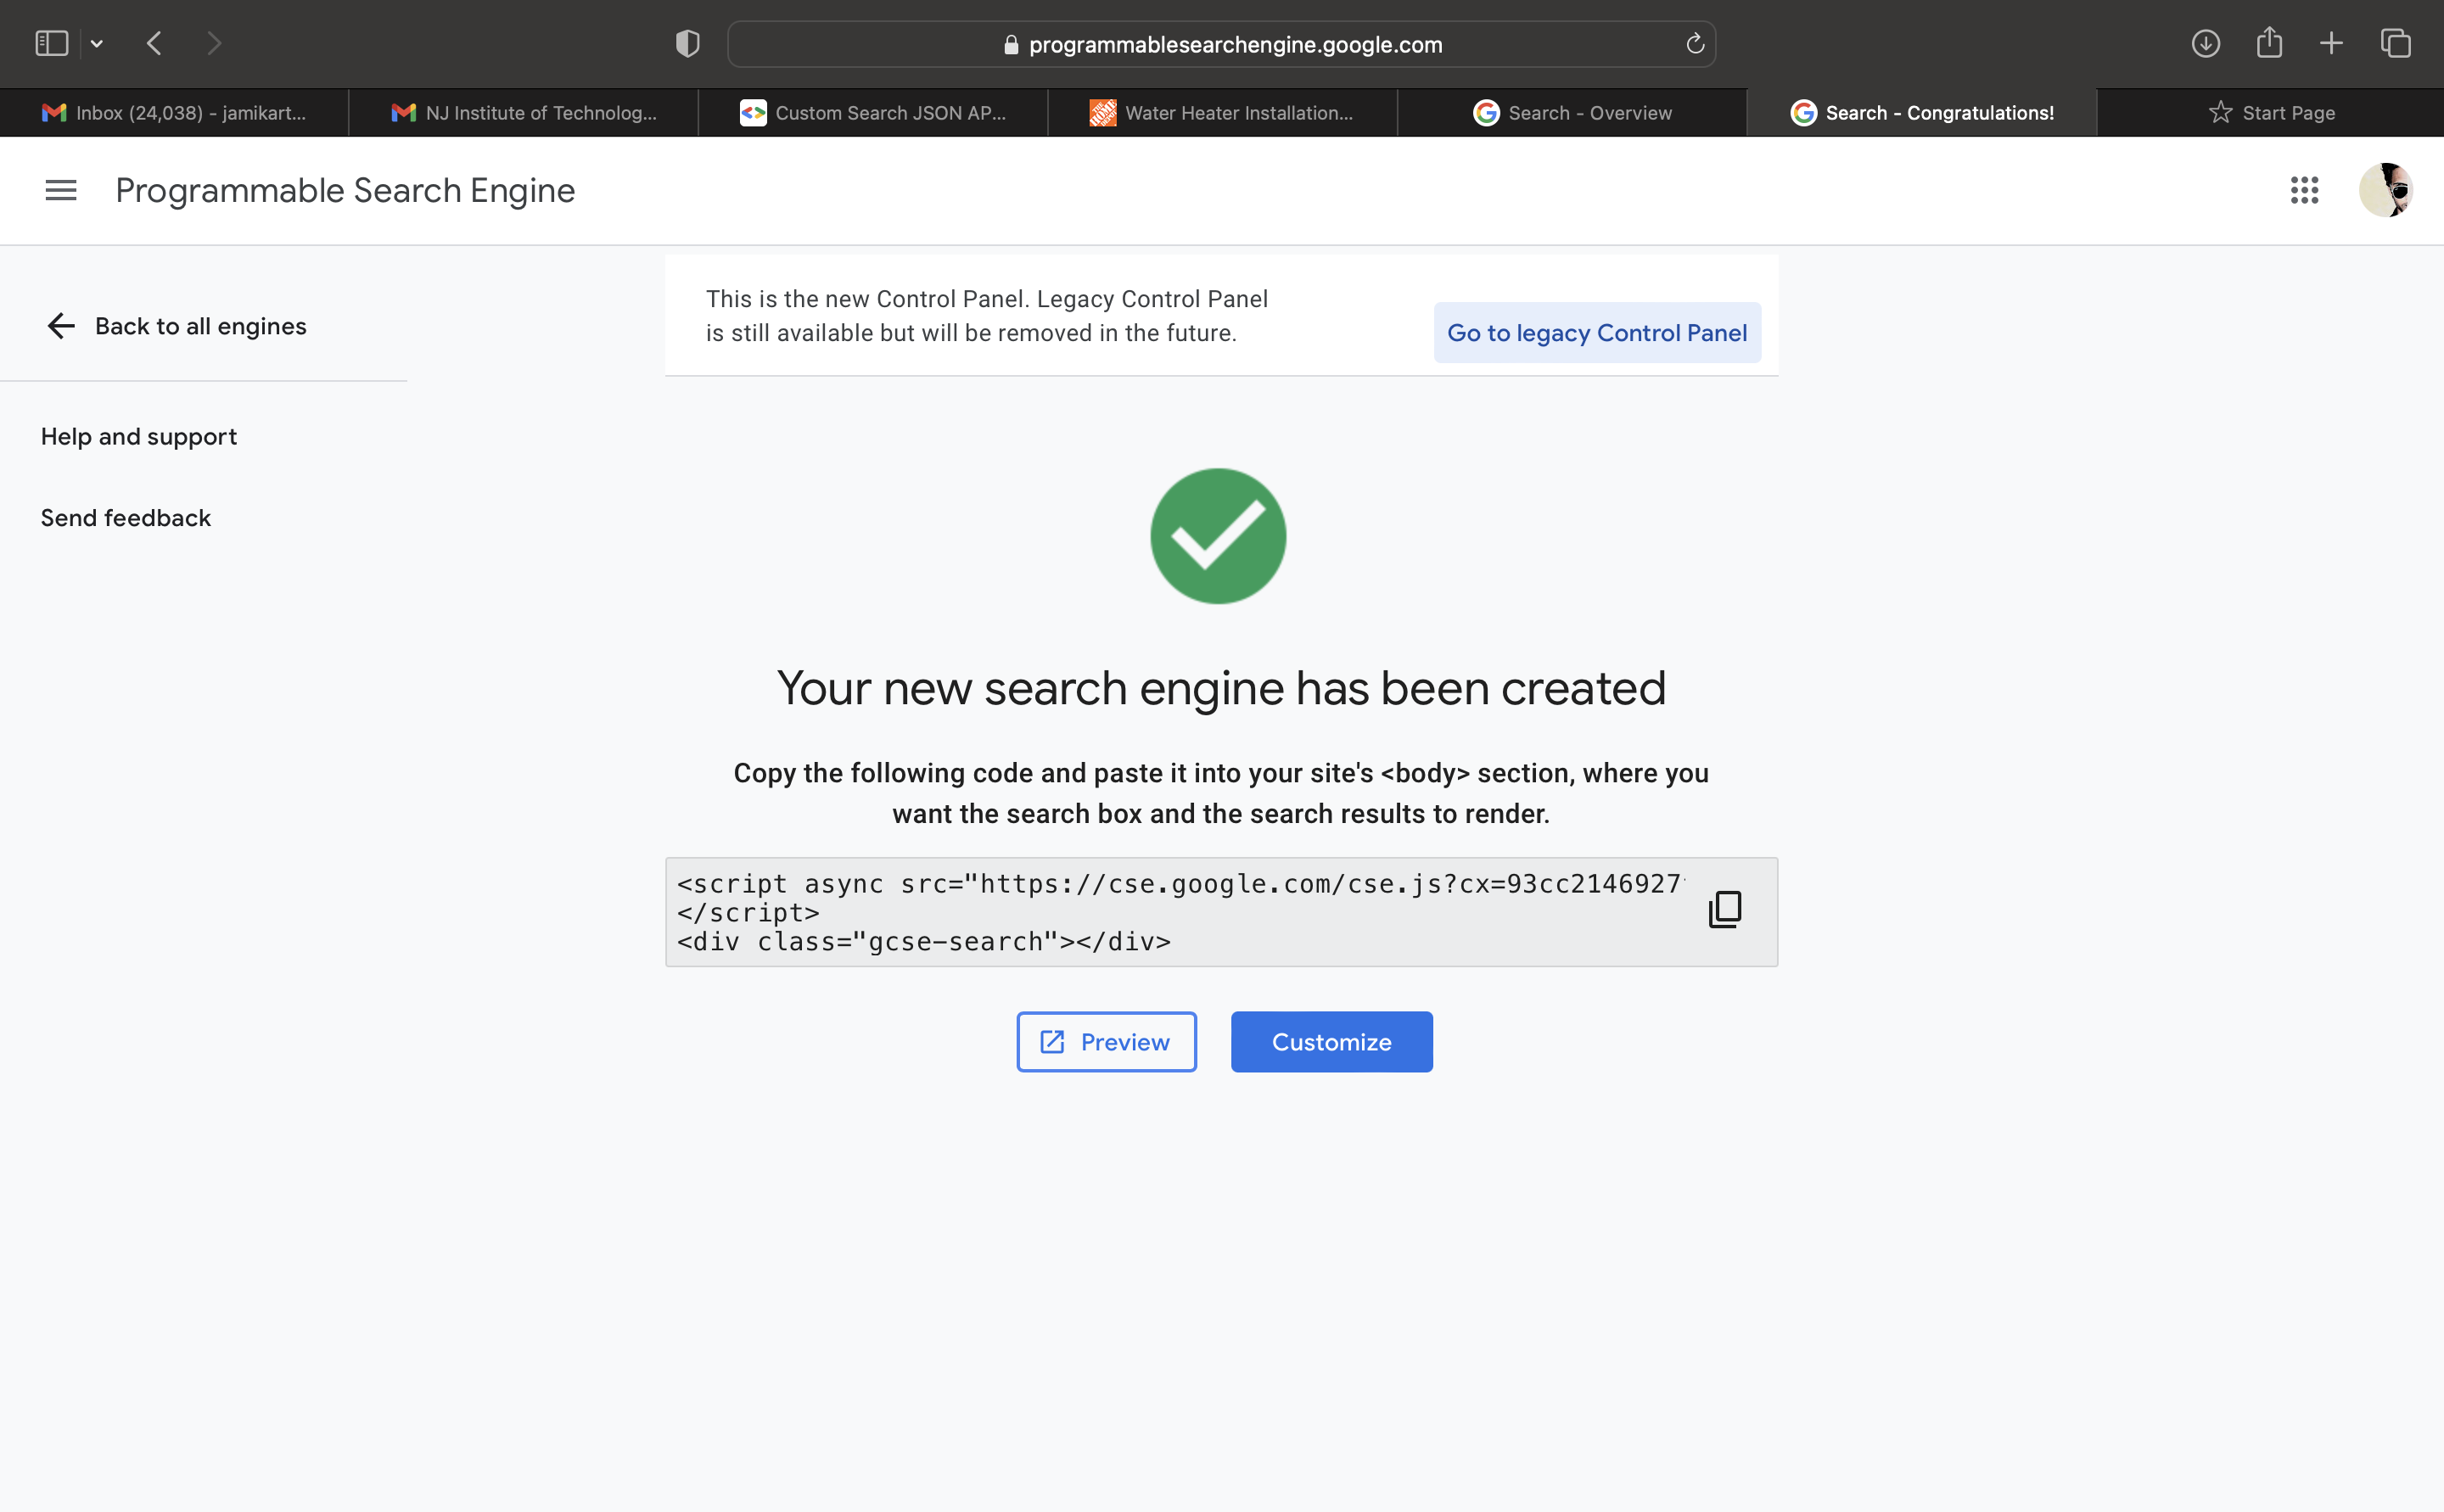 programmablesearchengine.google.com
Inbox (24,038) - jamikart...
NJ Institute of Technolog...
Custom Search JSON AP...
Water Heater Installation...
Search - Overview
Search - Congratulations!
Start Page
Programmable Search Engine
Back to all engines
Help and support
Send feedback
This is the new Control Panel. Legacy Control Panel
is still available but will be removed in the future.
Go to legacy Control Panel
Your new search engine has been created
Copy the following code and paste it into your site's <body> section, where you
want the search box and the search results to render.
<script async src="https://cse.google.com/cse.js?cx=93cc2146927
</script>
<div class="gcse-search"></div>
Preview
Customize